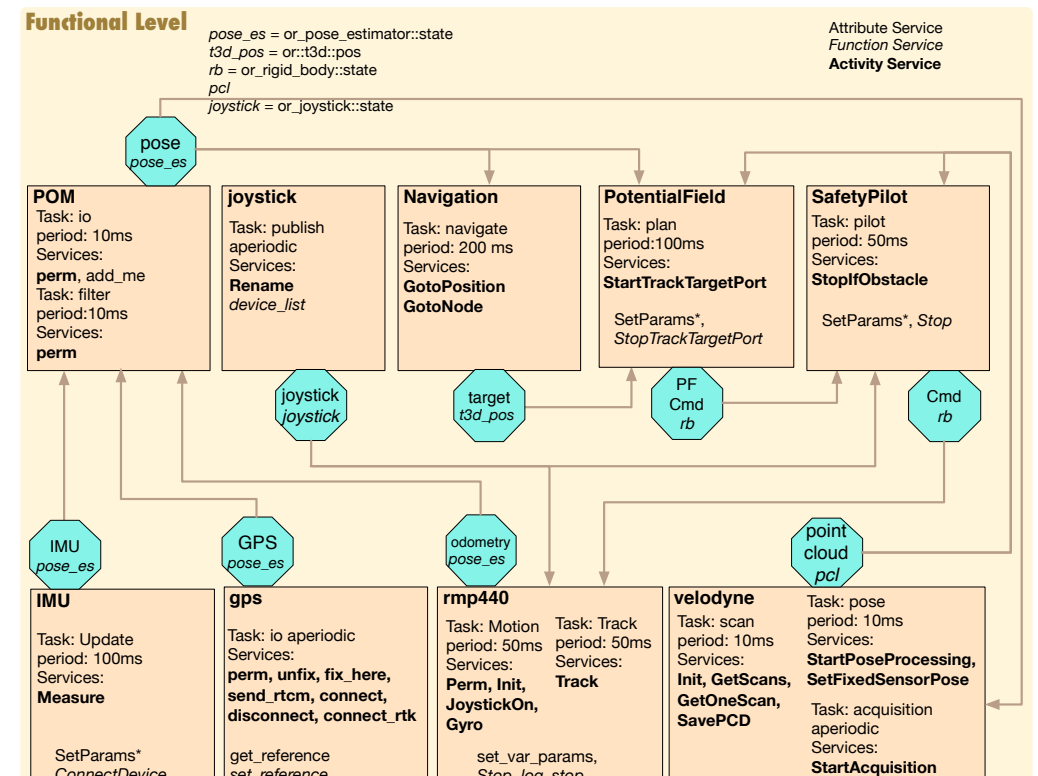 Functional Level
pose_es = or_pose_estimator::state
t3d_pos = or::t3d::pos
rb = or_rigid_body::state
pcl
joystick = or_joystick::state
Attribute Service
Function Service
Activity Service
pose
pose_es
POM
Task: io
period: 10ms
Services:
perm, add_me
Task: filter
period:10ms
Services:
perm
joystick
Task: publish
aperiodic
Services:
Rename
device_list
Navigation
Task: navigate
period: 200 ms
Services:
GotoPosition
GotoNode
PotentialField
Task: plan
period:100ms
Services:
StartTrackTargetPort
SetParams*,
StopTrackTargetPort
SafetyPilot
Task: pilot
period: 50ms
Services:
StopIfObstacle
SetParams*, Stop
joystick
joystick
target
t3d_pos
PF
Cmd
rb
Cmd
rb
IMU
pose_es
GPS
pose_es
odometry
pose_es
point
cloud
pcl
IMU
Task: Update
period: 100ms
Services:
Measure
SetParams*
ConnectDevice
gps
Task: io aperiodic
Services:
perm, unfix, fix_here,
send_rtcm, connect,
disconnect, connect_rtk
get_reference
set_reference
rmp440
Task: Motion
period: 50ms
Services:
Perm, Init,
JoystickOn,
Gyro
Task: Track
period: 50ms
Services:
Track
set_var_params,
Stop, log, stop
velodyne
Task: scan
period: 10ms
Services:
Init, GetScans,
GetOneScan,
SavePCD
Task: pose
period: 10ms
Services:
StartPoseProcessing,
SetFixedSensorPose
Task: acquisition
aperiodic
Services:
StartAcquisition